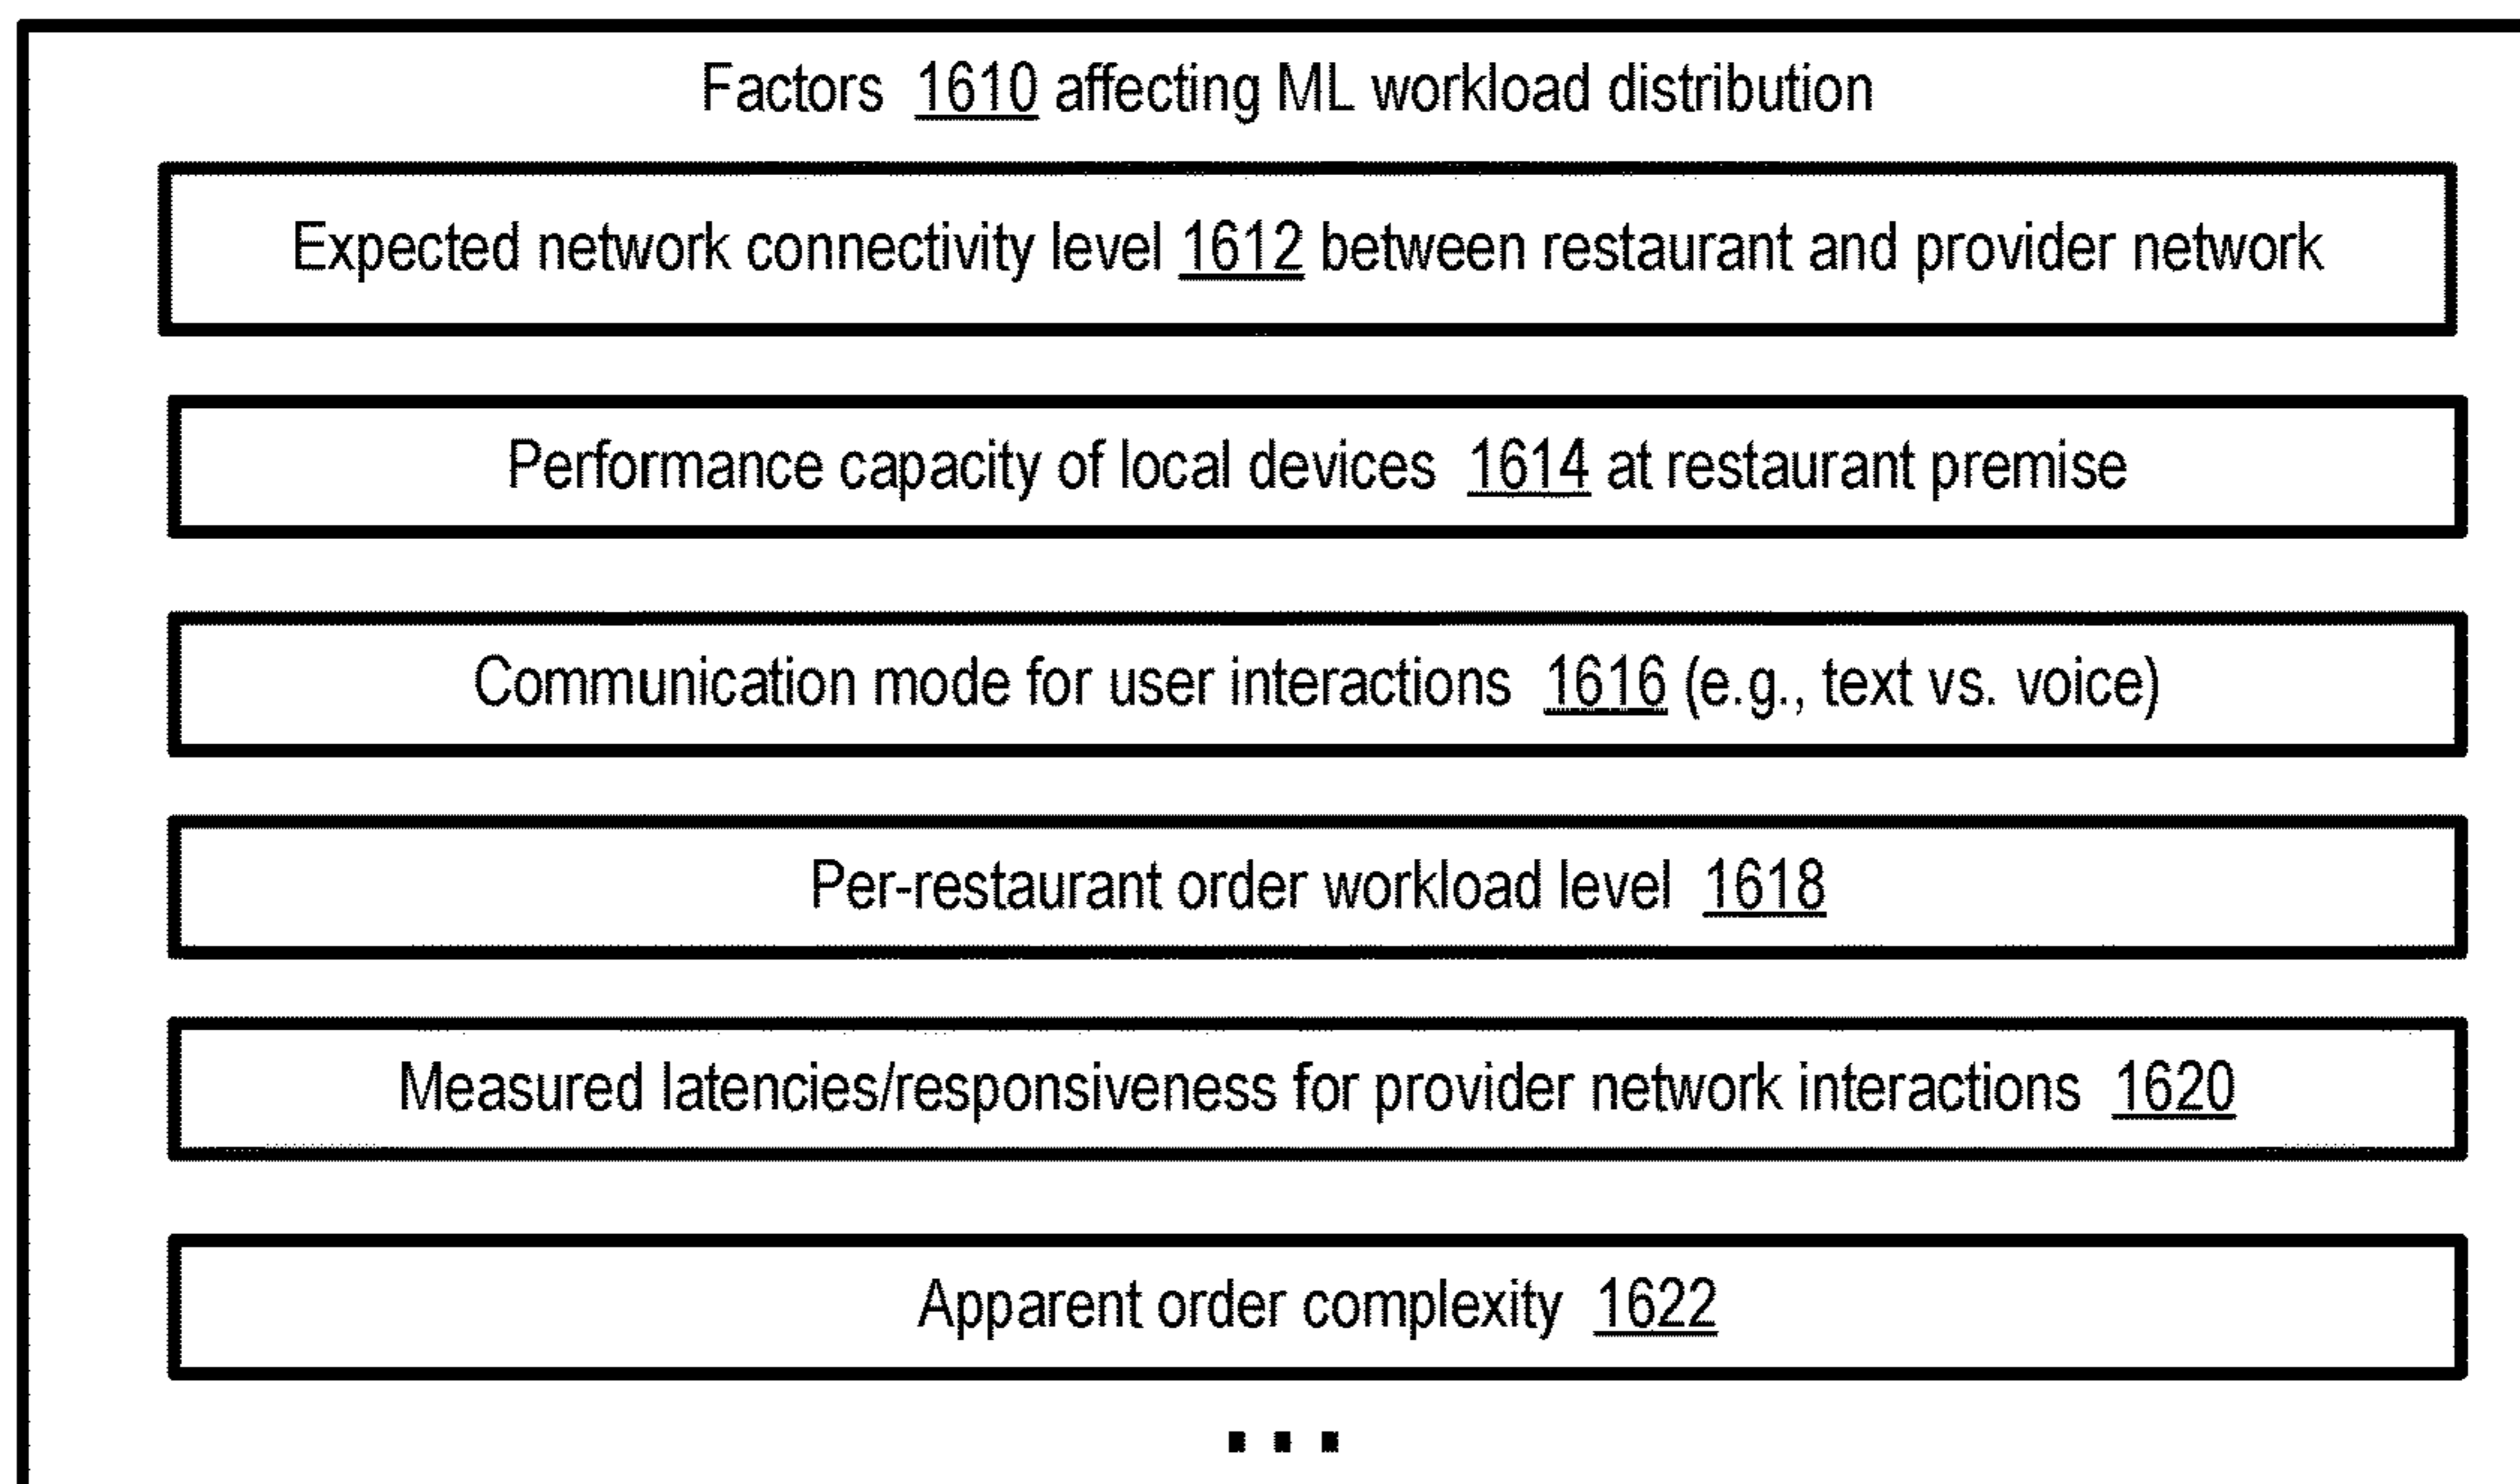 Factors 1610 affecting ML workload distribution
Expected network connectivity level 1612 between restaurant and provider network
Performance capacity of local devices 1614 at restaurant premise
Communication mode for user interactions 1616 (e.g., text vs. voice)
Per-restaurant order workload level 1618
Measured latencies/responsiveness for provider network interactions 1620
Apparent order complexity 1622
...